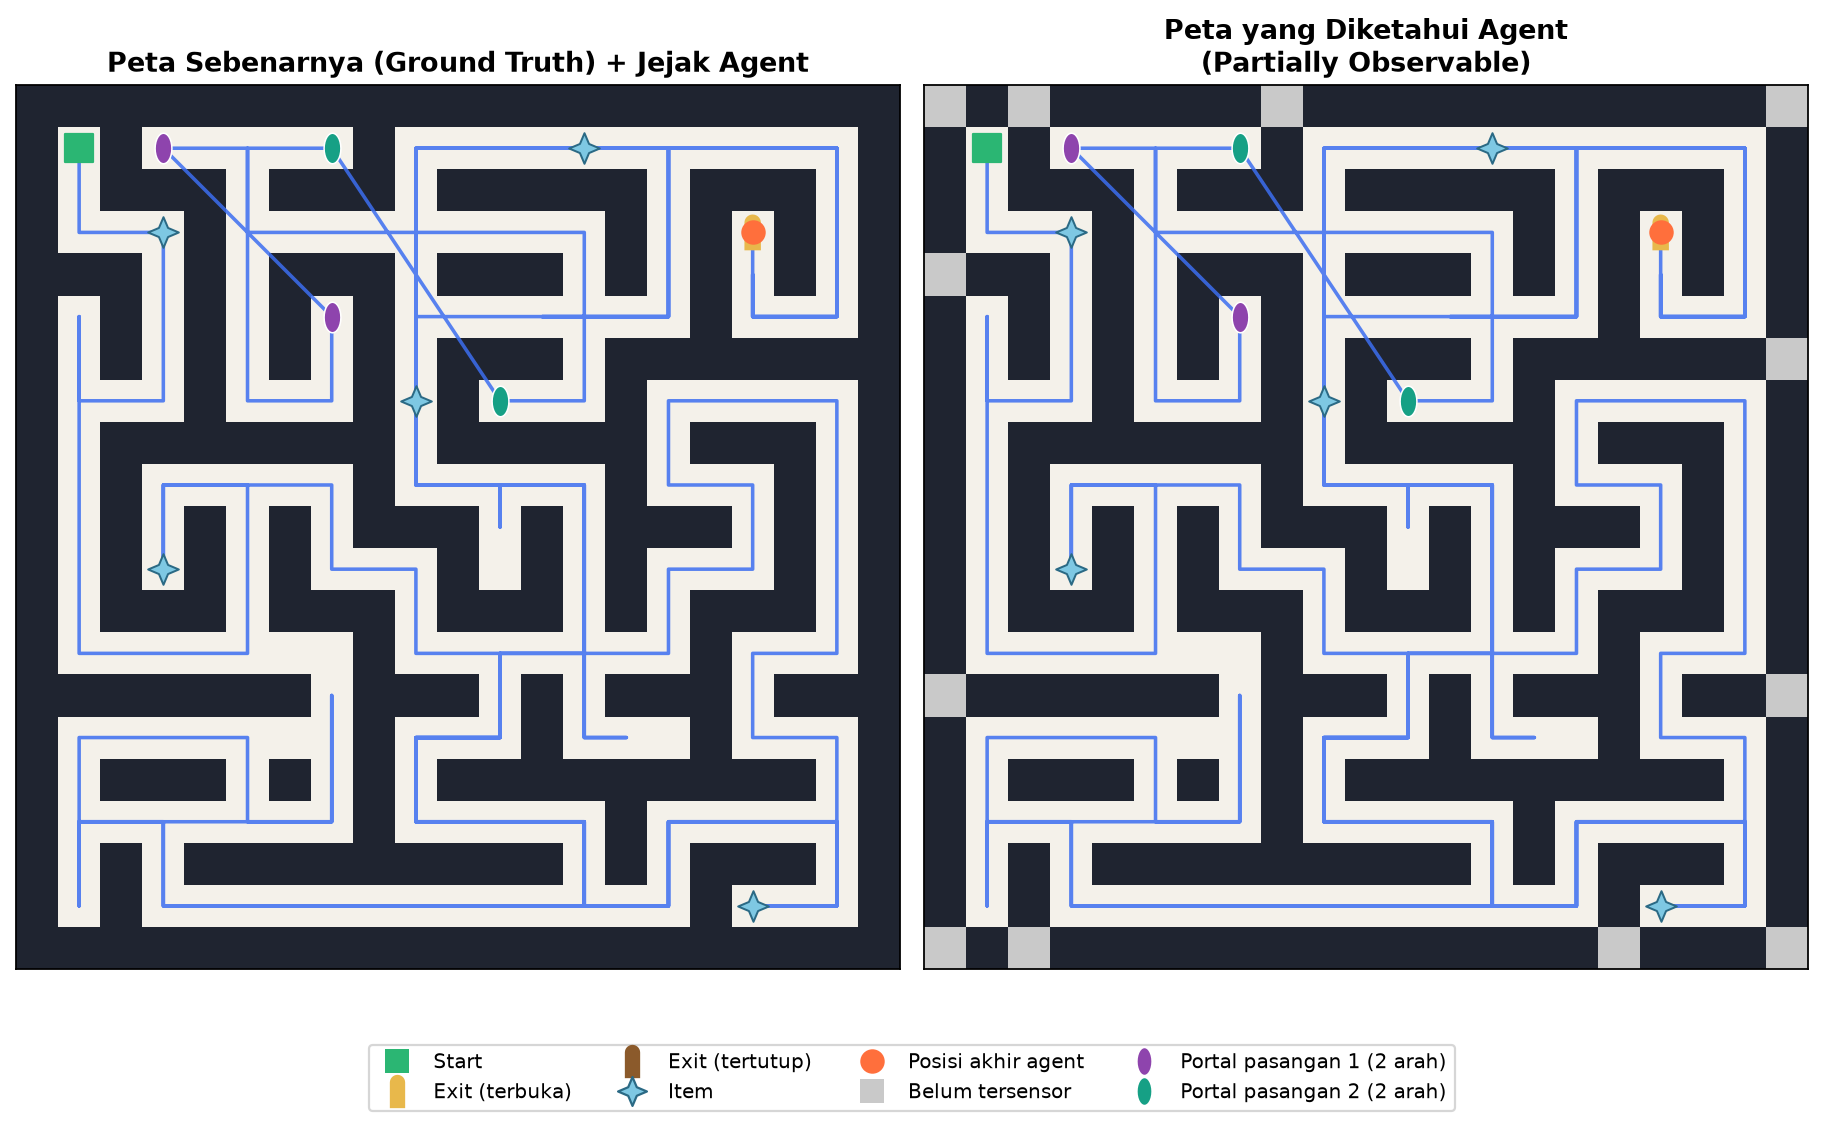 Peta Sebenarnya (Ground Truth) + Jejak Agent
Peta yang Diketahui Agent
(Partially Observable)
Start
Exit (terbuka)
Exit (tertutup)
Item
Posisi akhir agent
Belum tersensor
Portal pasangan 1 (2 arah)
Portal pasangan 2 (2 arah)